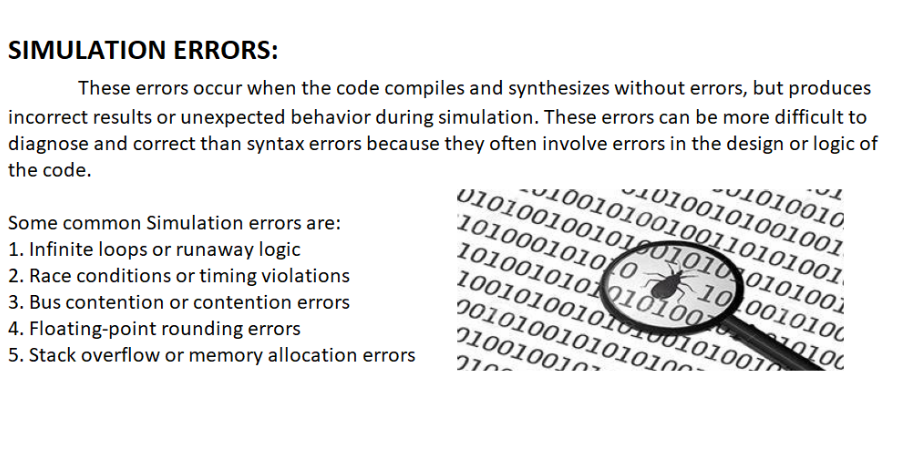 SIMULATION ERRORS:
These errors occur when the code compiles and synthesizes without errors, but produces
incorrect results or unexpected behavior during simulation. These errors can be more difficult to
diagnose and correct than syntax errors because they often involve errors in the design or logic of
the code.
Some common Simulation errors are:
1. Infinite loops or runaway logic
2. Race conditions or timing violations
3. Bus contention or contention errors
4. Floating-point rounding errors
5. Stack overflow or memory allocation errors